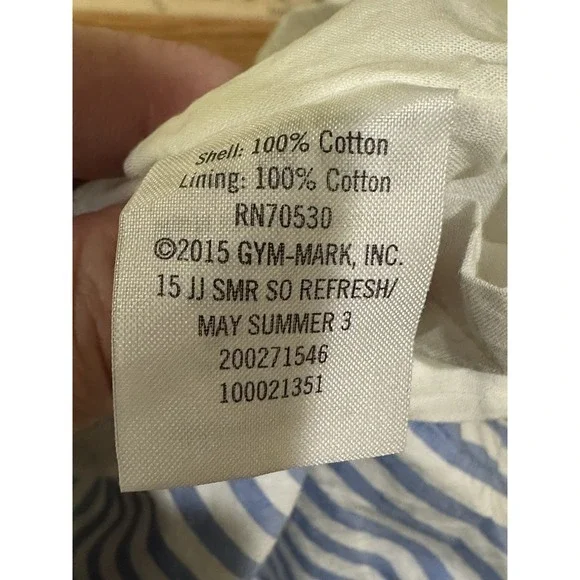 Shell: 100% Cotton
Lining: 100% Cotton
RN70530
©2015 GYM-MARK, INC.
15 JJ SMR SO REFRESH/
MAY SUMMER 3
200271546
100021351